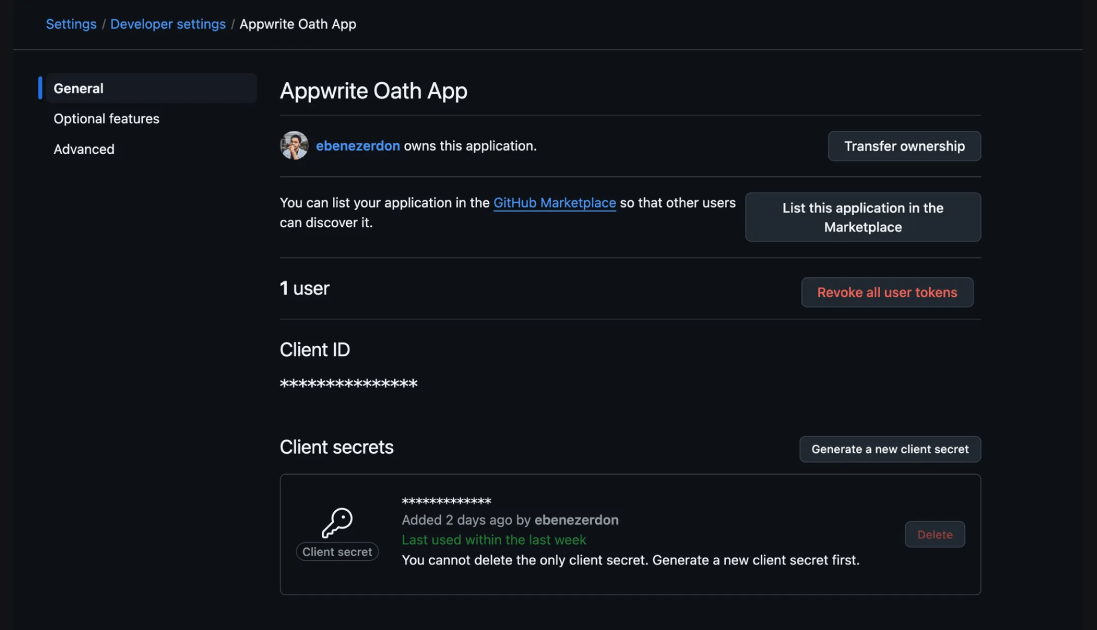 Settings / Developer settings / Appwrite Oath App
General
Optional features
Advanced
Appwrite Oath App
ebenezerdon owns this application.
Transfer ownership
You can list your application in the GitHub Marketplace so that other users
can discover it.
List this application in the
Marketplace
1 user
Revoke all user tokens
Client ID
***************
Client secrets
Generate a new client secret
Client secret
*************
Added 2 days ago by ebenezerdon
Last used within the last week
You cannot delete the only client secret. Generate a new client secret first.
Delete